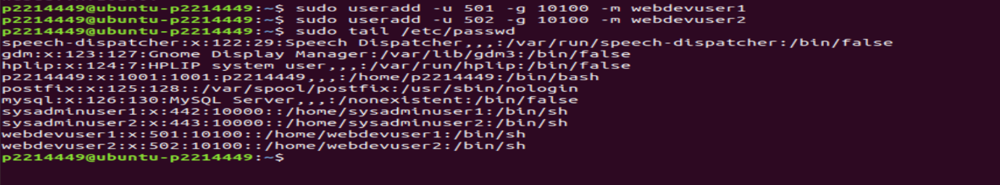 p2214449@ubuntu-p2214449:~$ sudo useradd -u 501 -g 10100 -m webdevuser1
p2214449@ubuntu-p2214449:~$ sudo useradd -u 502 -g 10100 -m webdevuser2
p2214449@ubuntu-p2214449:~$ sudo tail /etc/passwd
speech-dispatcher:x:122:29:Speech Dispatcher,,,:/var/run/speech-dispatcher:/bin/false
gdm:x:123:127:Gnome Display Manager:/var/lib/gdm3:/bin/false
hplip:x:124:7:HPLIP system user,,,:/var/run/hplip:/bin/false
p2214449:x:1001:1001:p2214449,,,:/home/p2214449:/bin/bash
postfix:x:125:128::/var/spool/postfix:/usr/sbin/nologin
mysql:x:126:130:MySQL Server,,,:/nonexistent:/bin/false
sysadminuser1:x:442:10000::/home/sysadminuser1:/bin/sh
sysadminuser2:x:443:10000::/home/sysadminuser2:/bin/sh
webdevuser1:x:501:10100::/home/webdevuser1:/bin/sh
webdevuser2:x:502:10100::/home/webdevuser2:/bin/sh
p2214449@ubuntu-p2214449:~$